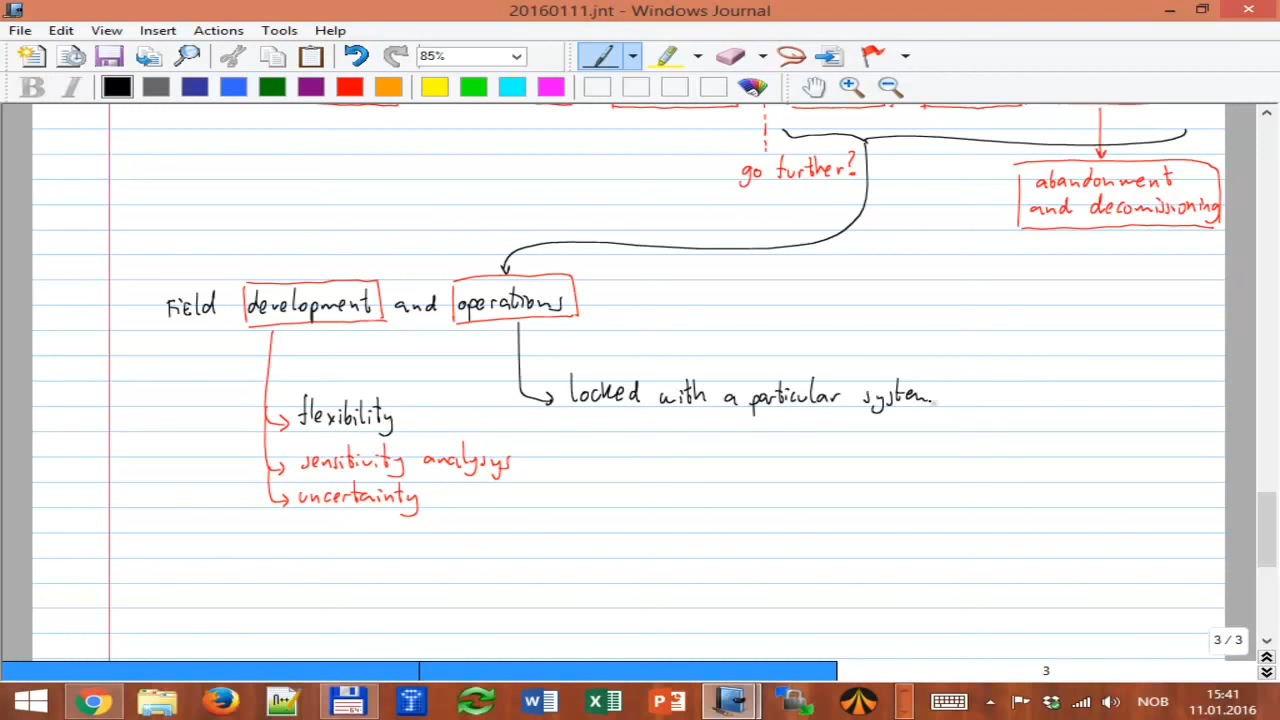 20160111.jnt - Windows Journal
File Edit View Insert Actions Tools Help
85%
B I
go further?
abandonment
and decomissioning
Field development and operations
locked with a particular system.
flexibility
sensitivity analysys
uncertainty
3 / 3
3
NOB
15:41
11.01.2016